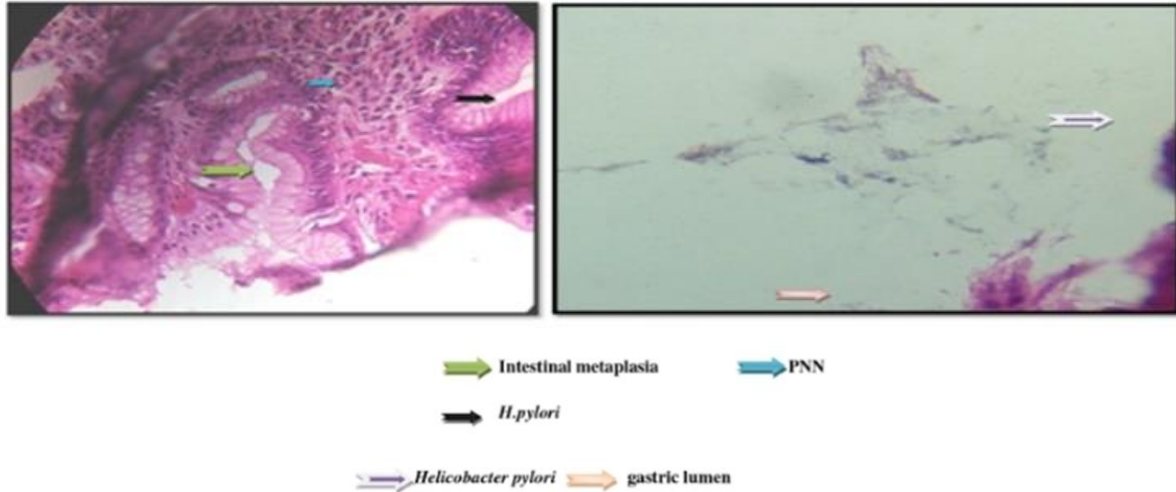 Intestinal metaplasia PNN
H.pylori
Helicobacter pylori gastric lumen